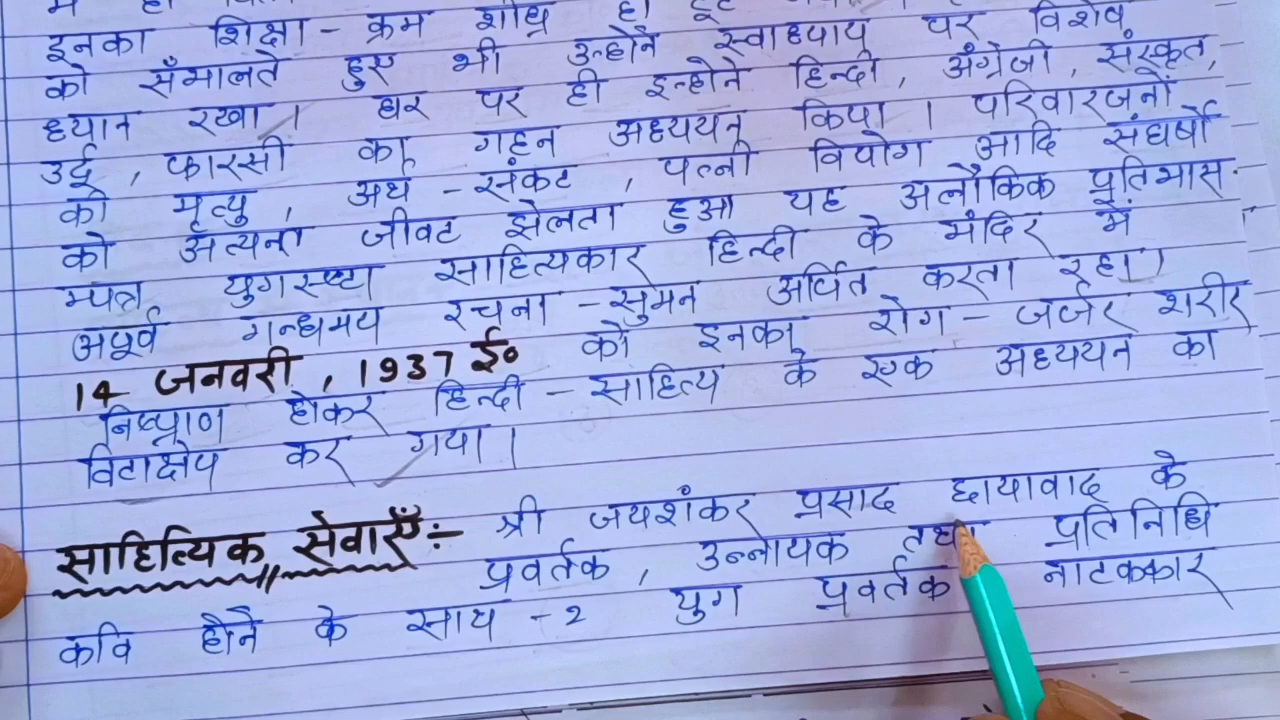 इनका शिक्षा - क्रम शीघ्र ही
को सँभालते हुए भी उन्होंने स्वाध्याय पर विशेष
ध्यान रखा । घर पर ही इन्होंने हिन्दी, अंग्रेजी, संस्कृत,
उर्दू, फारसी का गहन अध्ययन किया । परिवारजनों
की मृत्यु, अर्थ - संकट, पत्नी वियोग आदि संघर्षों
को अत्यन्त जीवट झेलता हुआ यह अलौकिक प्रतिभास-
म्पन्न युगस्रष्टा साहित्यकार हिन्दी के मंदिर में
अपूर्व गन्धमय रचना - सुमन अर्पित करता रहा।
14 जनवरी, 1937 ई० को इनका रोग - जर्जर शरीर
निष्प्राण होकर हिन्दी - साहित्य के एक अध्ययन का
पटाक्षेप कर गया।
साहित्यिक सेवाएँ:- श्री जयशंकर प्रसाद छायावाद के
प्रवर्तक, उन्नायक तथा प्रतिनिधि
कवि होने के साथ -2 युग प्रवर्तक नाटककार